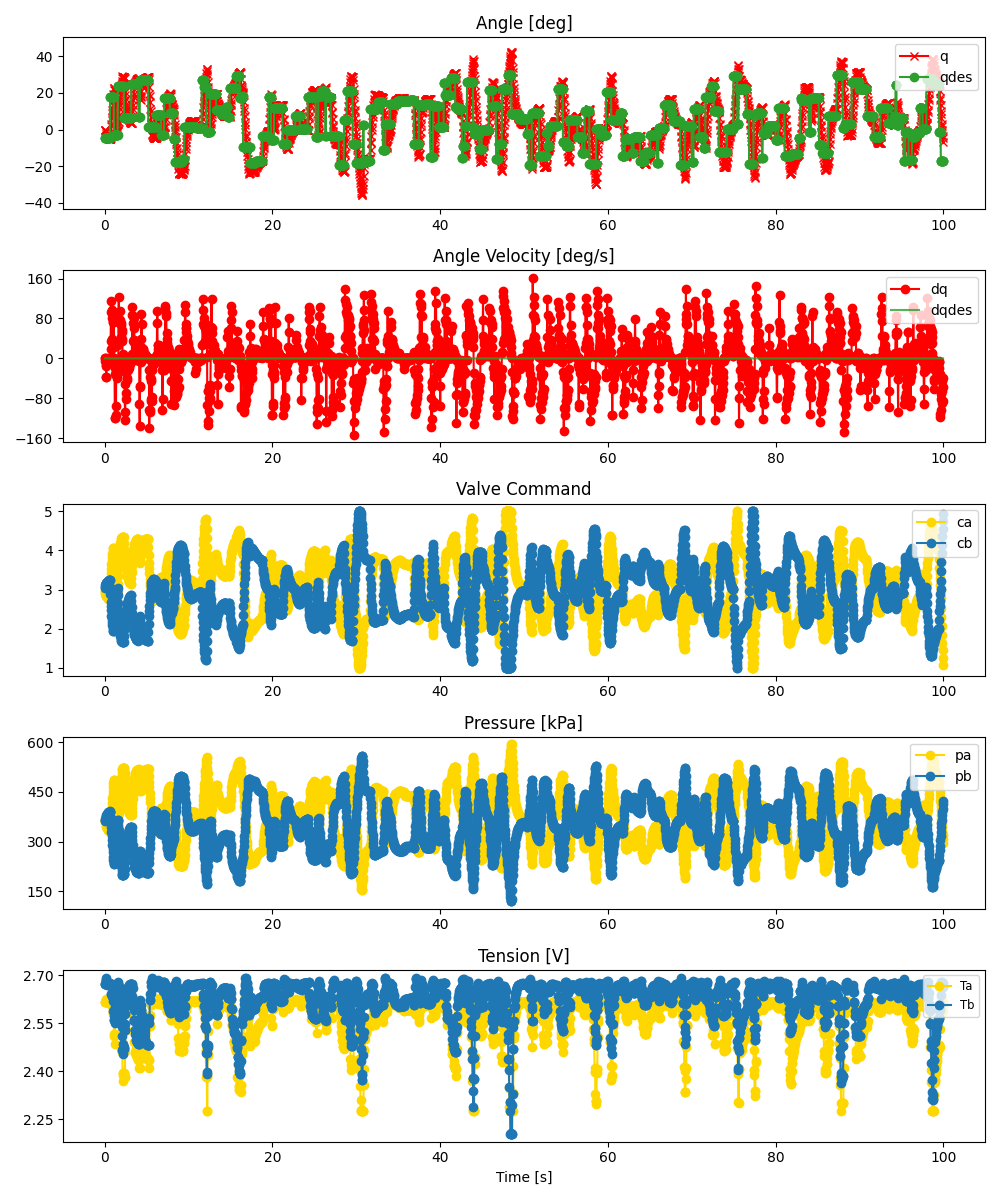 Angle [deg]
40
20
0
−20
−40
q
qdes
0 20 40 60 80 100
Angle Velocity [deg/s]
160
80
0
−80
−160
dq
dqdes
0 20 40 60 80 100
Valve Command
5
4
3
2
1
ca
cb
0 20 40 60 80 100
Pressure [kPa]
600
450
300
150
pa
pb
0 20 40 60 80 100
Tension [V]
2.70
2.55
2.40
2.25
Ta
Tb
0 20 40 60 80 100
Time [s]